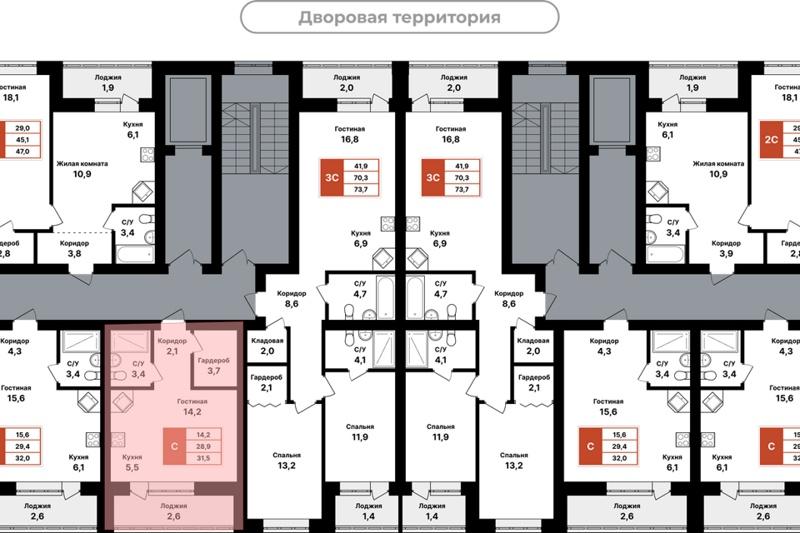 Дворовая территория
Лоджия
1,9
Лоджия
2,0
Лоджия
2,0
Лоджия
1,9
Гостиная
18,1
29,0
45,1
47,0
Кухня
6,1
Жилая комната
10,9
С/У
3,4
Коридор
3,8
2,8
Гостиная
16,8
3С
41,9
70,3
73,7
Кухня
6,9
С/У
4,7
Коридор
8,6
Гостиная
16,8
3С
41,9
70,3
73,7
Кухня
6,9
С/У
4,7
Коридор
8,6
Кухня
6,1
Жилая комната
10,9
С/У
3,4
Коридор
3,9
18,1
2С
2,8
Коридор
4,3
С/У
3,4
Гостиная
15,6
15,6
29,4
32,0
Кухня
6,1
Лоджия
2,6
Коридор
2,1
С/У
3,4
Гардероб
3,7
Гостиная
14,2
С
14,2
28,9
31,5
Кухня
5,5
Лоджия
2,6
Кладовая
2,0
Гардероб
2,1
С/У
4,1
Спальня
11,9
Спальня
13,2
Лоджия
1,4
С/У
4,1
Кладовая
2,0
Гардероб
2,1
Спальня
11,9
Спальня
13,2
Лоджия
1,4
Коридор
4,3
С/У
3,4
Гостиная
15,6
С
15,6
29,4
32,0
Кухня
6,1
Лоджия
2,6
Коридор
4,3
С/У
3,4
Гостиная
15,6
С
Кухня
6,1
Лоджия
2,6